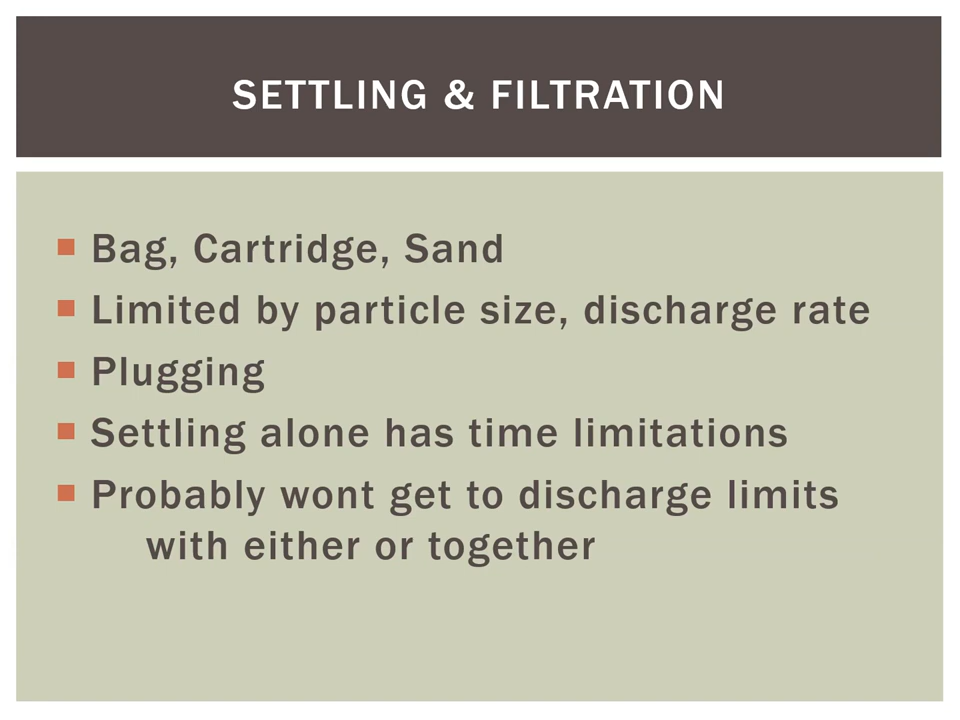 SETTLING & FILTRATION
Bag, Cartridge, Sand
Limited by particle size, discharge rate
Plugging
Settling alone has time limitations
Probably wont get to discharge limits
with either or together